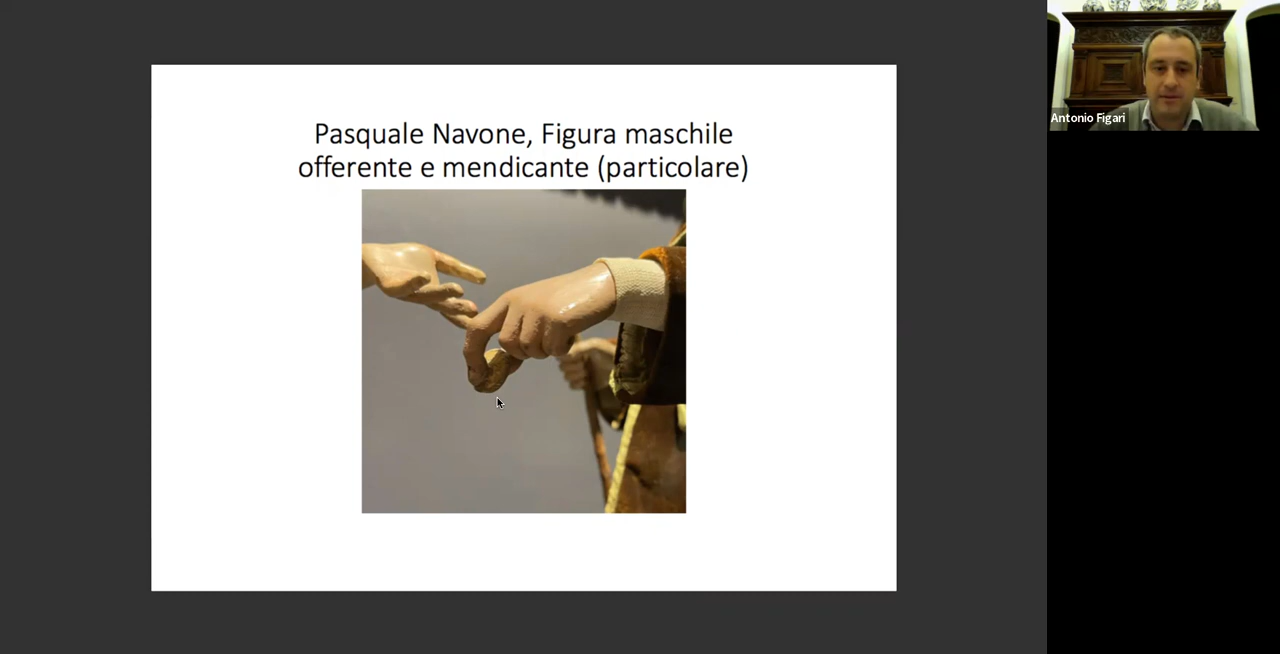 Pasquale Navone, Figura maschile
offerente e mendicante (particolare)
Antonio Figari